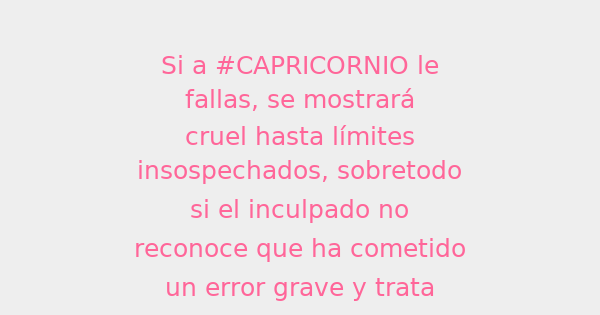 Si a #CAPRICORNIO le
fallas, se mostrará
cruel hasta límites
insospechados, sobretodo
si el inculpado no
reconoce que ha cometido
un error grave y trata